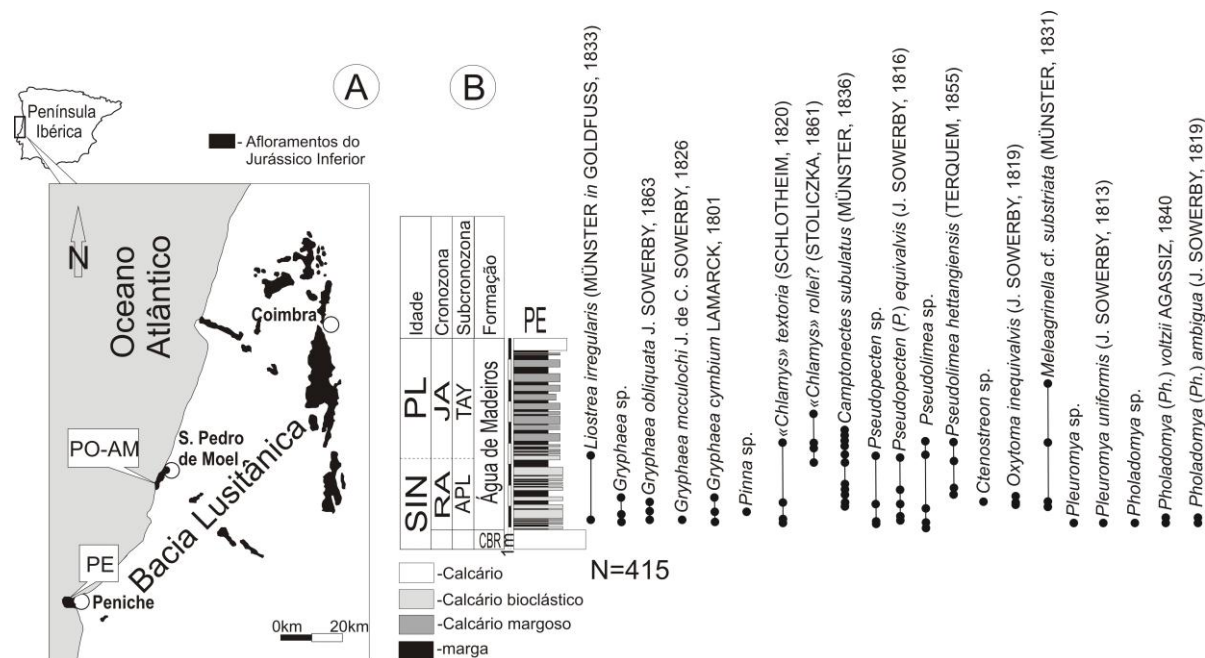 A
B
Península
Ibérica
- Afloramentos do
Jurássico Inferior
N
Oceano
Atlântico
Coimbra
PO-AM
S. Pedro
de Moel
Bacia Lusitânica
PE
Peniche
0km 20km
Idade
Cronozona
Subcronozona
Formação
PE
SIN PL
RA JA
APL TAY
Água de Madeiros
CBR
1m
N=415
-Calcário
-Calcário bioclástico
-Calcário margoso
-marga
Liostrea irregularis (MÜNSTER in GOLDFUSS, 1833)
Gryphaea sp.
Gryphaea obliquata J. SOWERBY, 1863
Gryphaea mcculochi J. de C. SOWERBY, 1826
Gryphaea cymbium LAMARCK, 1801
Pinna sp.
«Chlamys» textoria (SCHLOTHEIM, 1820)
«Chlamys» rollei? (STOLICZKA, 1861)
Camptonectes subulatus (MÜNSTER, 1836)
Pseudopecten sp.
Pseudopecten (P.) equivalvis (J. SOWERBY, 1816)
Pseudolimea sp.
Pseudolimea hettangiensis (TERQUEM, 1855)
Ctenostreon sp.
Oxytoma inequivalvis (J. SOWERBY, 1819)
Meleagrinella cf. substriata (MÜNSTER, 1831)
Pleuromya sp.
Pleuromya uniformis (J. SOWERBY, 1813)
Pholadomya sp.
Pholadomya (Ph.) voltzii AGASSIZ, 1840
Pholadomya (Ph.) ambigua (J. SOWERBY, 1819)